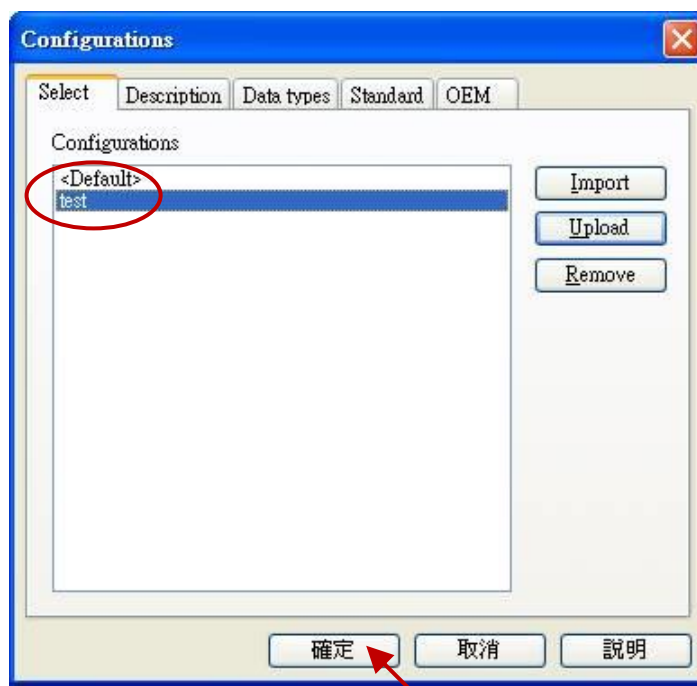 Configurations
Select Description Data types Standard OEM
Configurations
<Default>
test
Import
Upload
Remove
確定 取消 說明